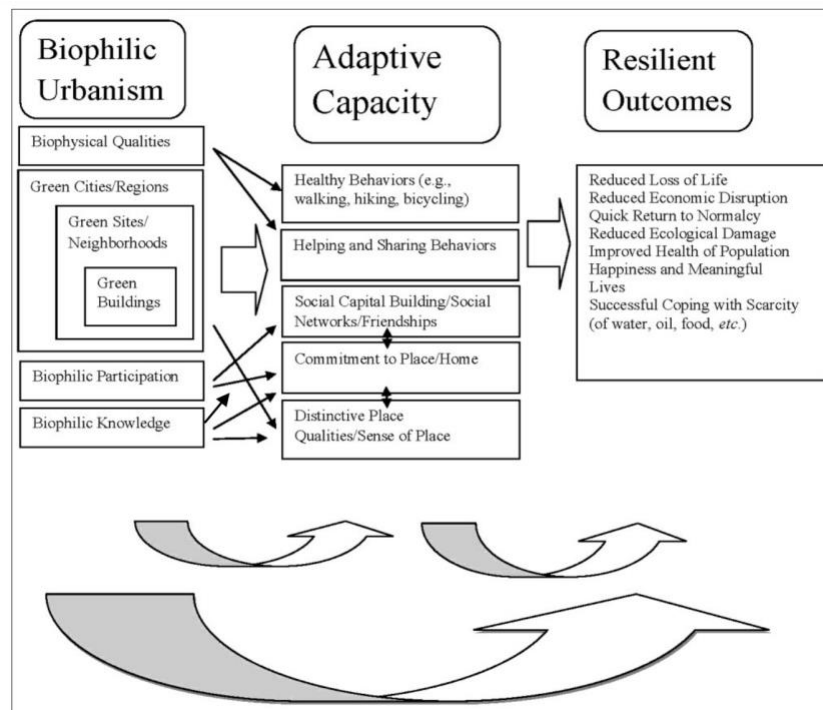 Biophilic
Urbanism
Adaptive
Capacity
Resilient
Outcomes
Biophysical Qualities
Green Cities/Regions
Green Sites/
Neighborhoods
Green
Buildings
Biophilic Participation
Biophilic Knowledge
Healthy Behaviors (e.g.,
walking, hiking, bicycling)
Helping and Sharing Behaviors
Social Capital Building/Social
Networks/Friendships
Commitment to Place/Home
Distinctive Place
Qualities/Sense of Place
Reduced Loss of Life
Reduced Economic Disruption
Quick Return to Normalcy
Reduced Ecological Damage
Improved Health of Population
Happiness and Meaningful
Lives
Successful Coping with Scarcity
(of water, oil, food, etc.)